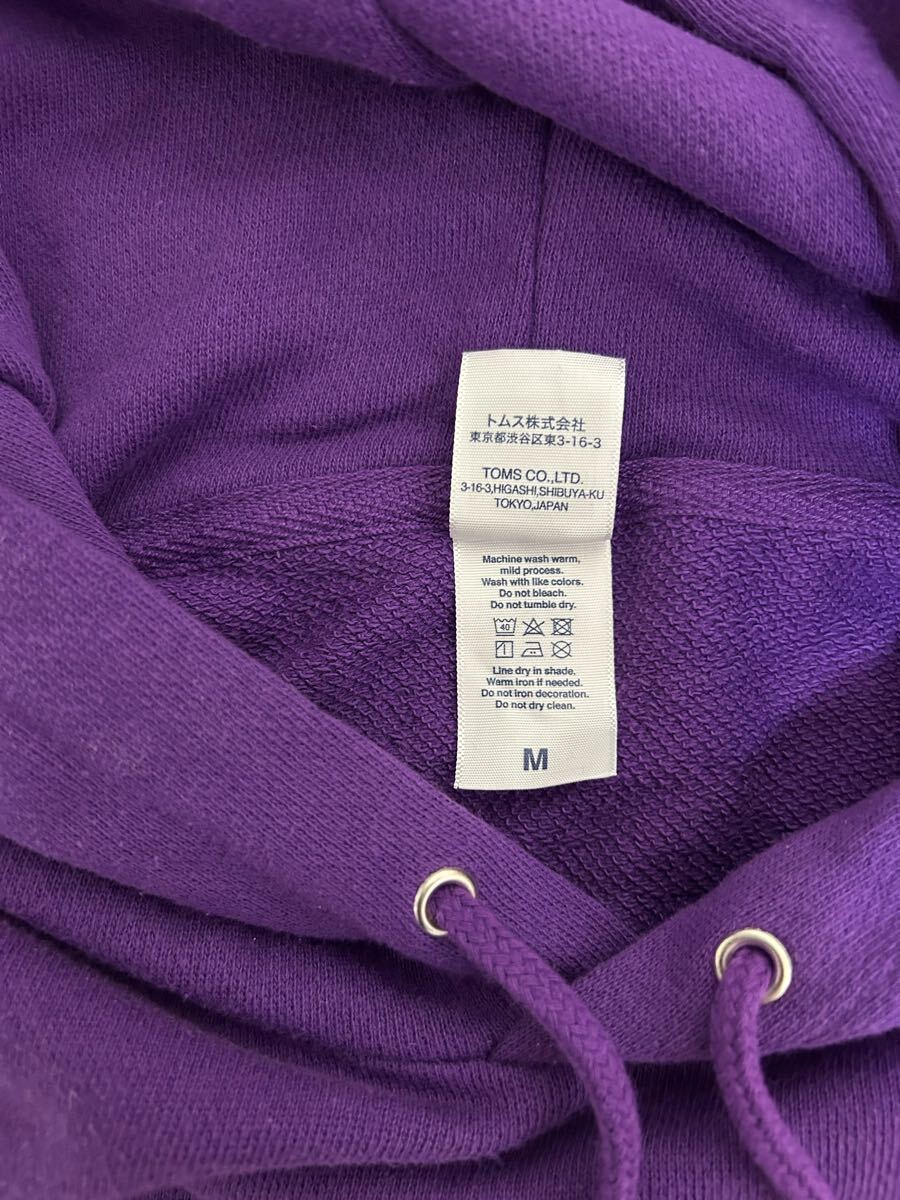 トムス株式会社
東京都渋谷区東3-16-3
TOMS CO.,LTD.
3-16-3,HIGASHI,SHIBUYA-KU
TOKYO,JAPAN
Machine wash warm,
mild process.
Wash with like colors.
Do not bleach.
Do not tumble dry.
40
Line dry in shade.
Warm iron if needed.
Do not iron decoration.
Do not dry clean.
M